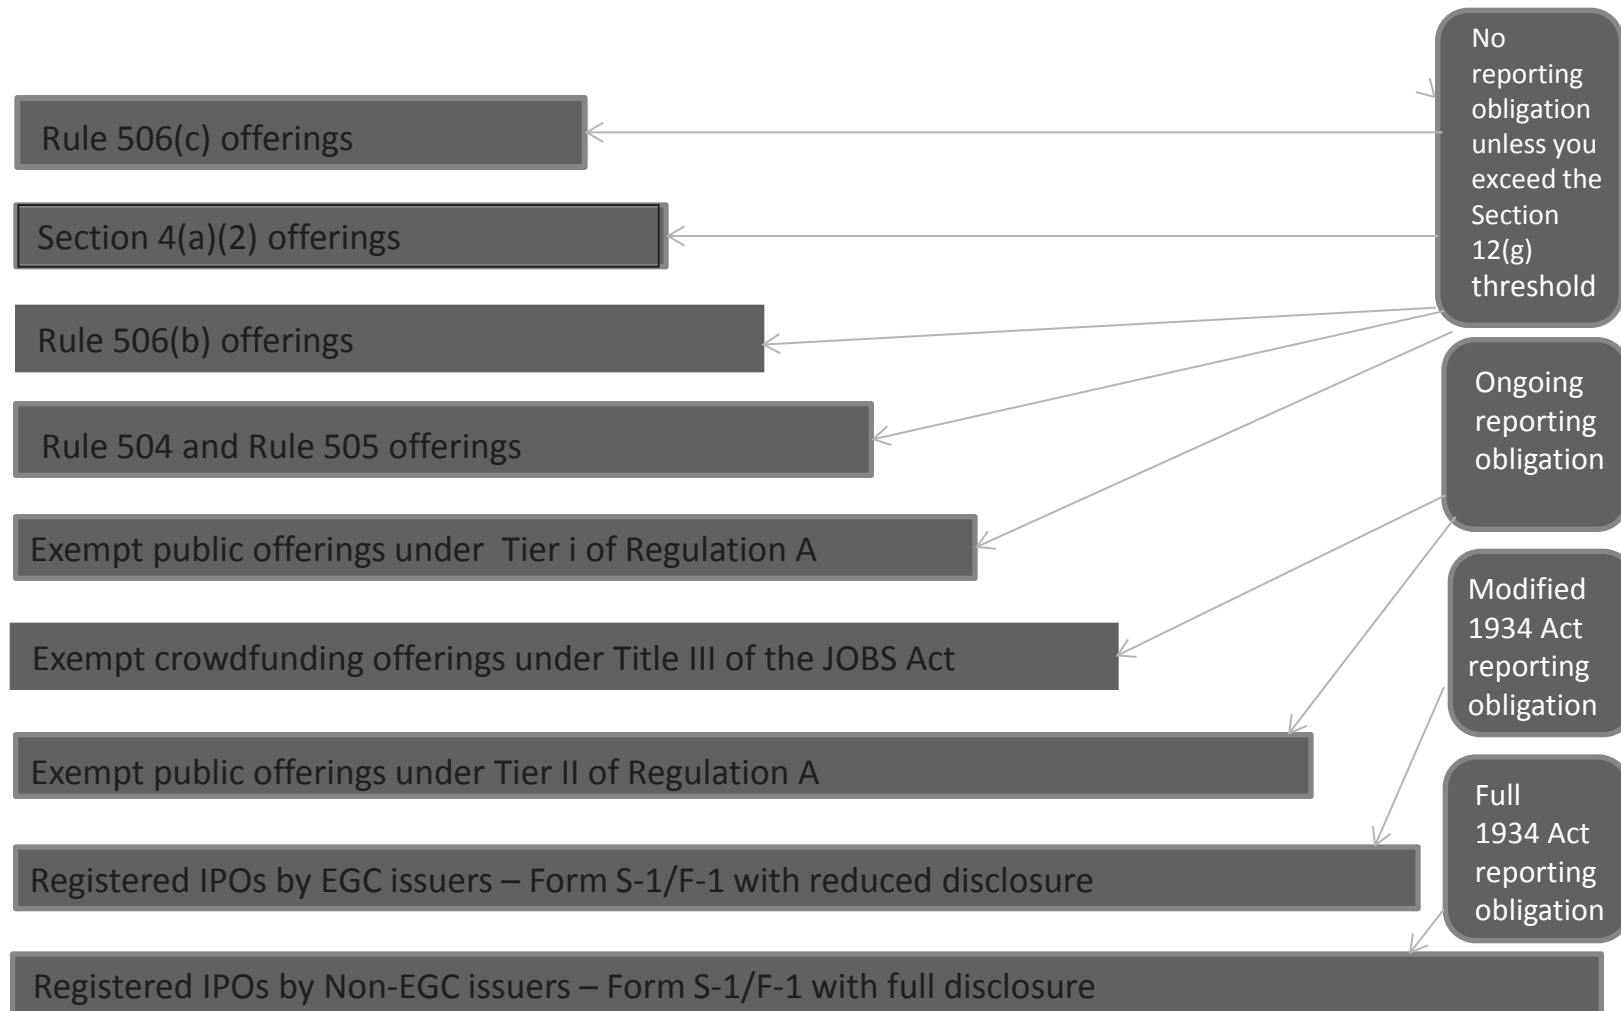 Rule 506(c) offerings
Section 4(a)(2) offerings
Rule 506(b) offerings
Rule 504 and Rule 505 offerings
Exempt public offerings under  Tier i of Regulation A
Exempt crowdfunding offerings under Title III of the JOBS Act
Exempt public offerings under Tier II of Regulation A
Registered IPOs by EGC issuers – Form S-1/F-1 with reduced disclosure
Registered IPOs by Non-EGC issuers – Form S-1/F-1 with full disclosure
No
reporting
obligation
unless you
exceed the
Section
12(g)
threshold
Ongoing
reporting
obligation
Modified
1934 Act
reporting
obligation
Full
1934 Act
reporting
obligation